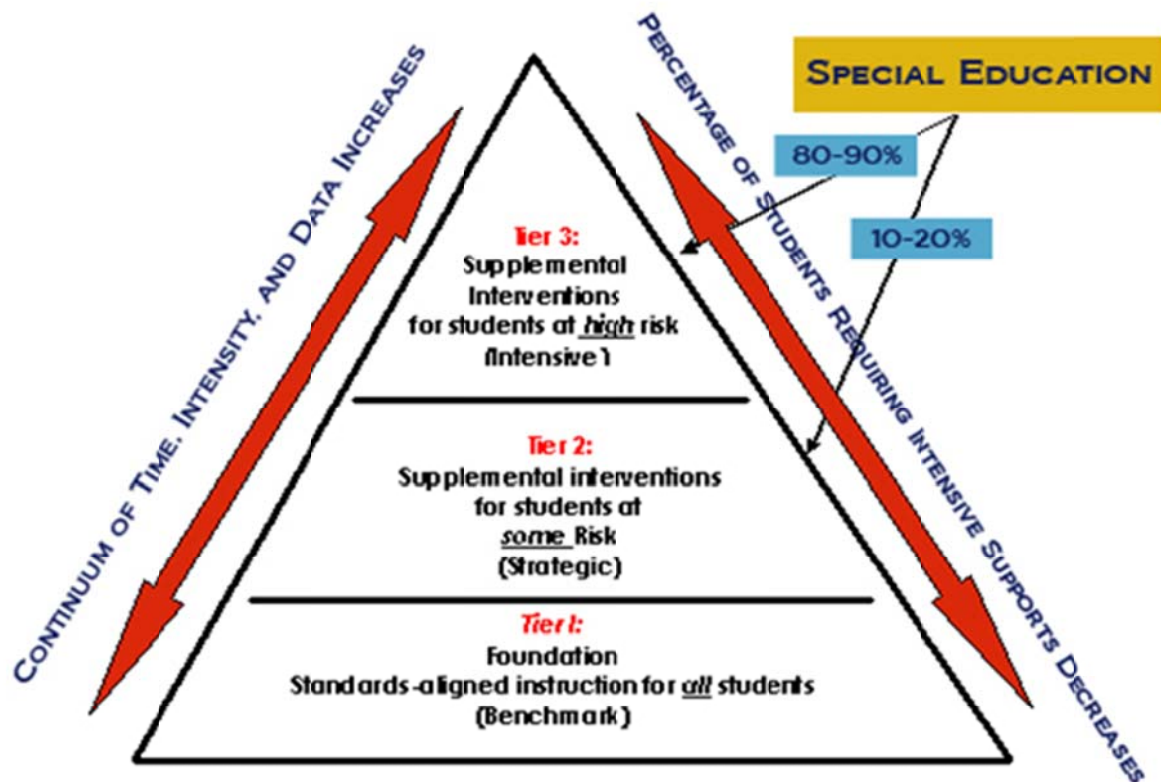 CONTINUUM OF TIME, INTENSITY, AND DATA INCREASES
PERCENTAGE OF STUDENTS REQUIRING INTENSIVE SUPPORTS DECREASES
SPECIAL EDUCATION
80-90%
10-20%
Tier 3:
Supplemental
Interventions
for students at high risk
(Intensive)
Tier 2:
Supplemental interventions
for students at
some Risk
(Strategic)
Tier 1:
Foundation
Standards-aligned instruction for all students
(Benchmark)